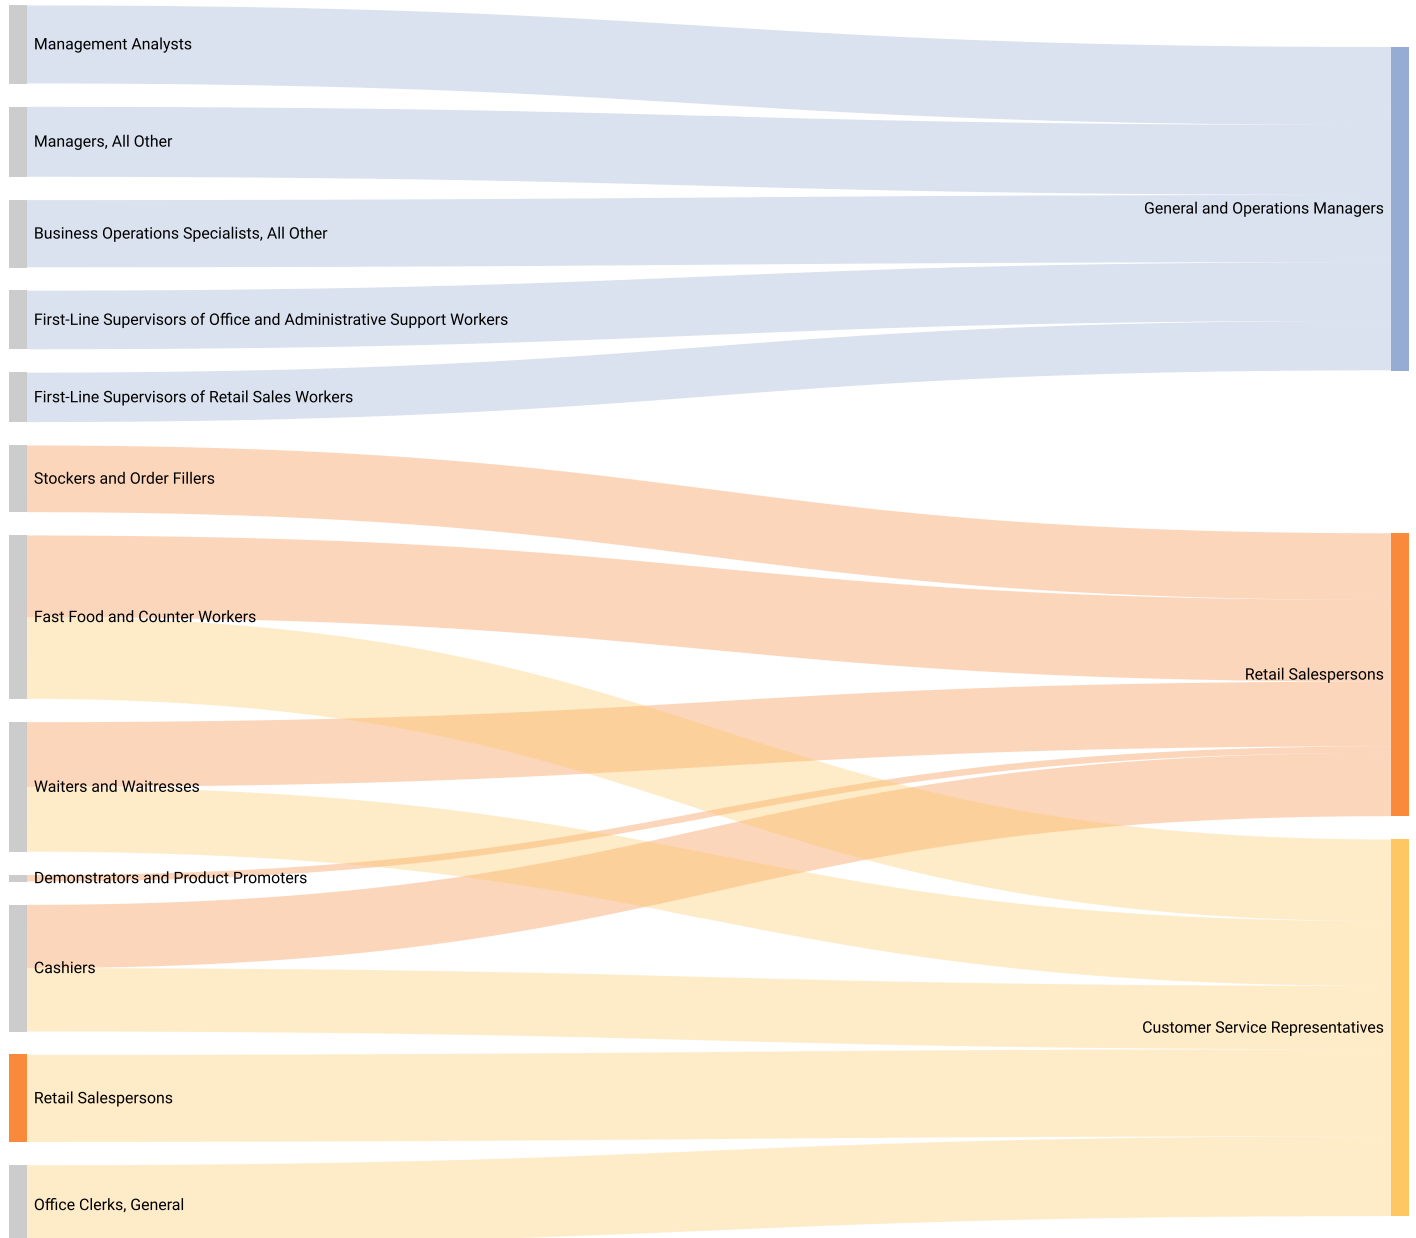 Management Analysts
Managers, All Other
General and Operations Managers
Business Operations Specialists, All Other
First-Line Supervisors of Office and Administrative Support Workers
First-Line Supervisors of Retail Sales Workers
Stockers and Order Fillers
Fast Food and Counter Workers
Retail Salespersons
Waiters and Waitresses
Demonstrators and Product Promoters
Cashiers
Customer Service Representatives
Retail Salespersons
Office Clerks, General